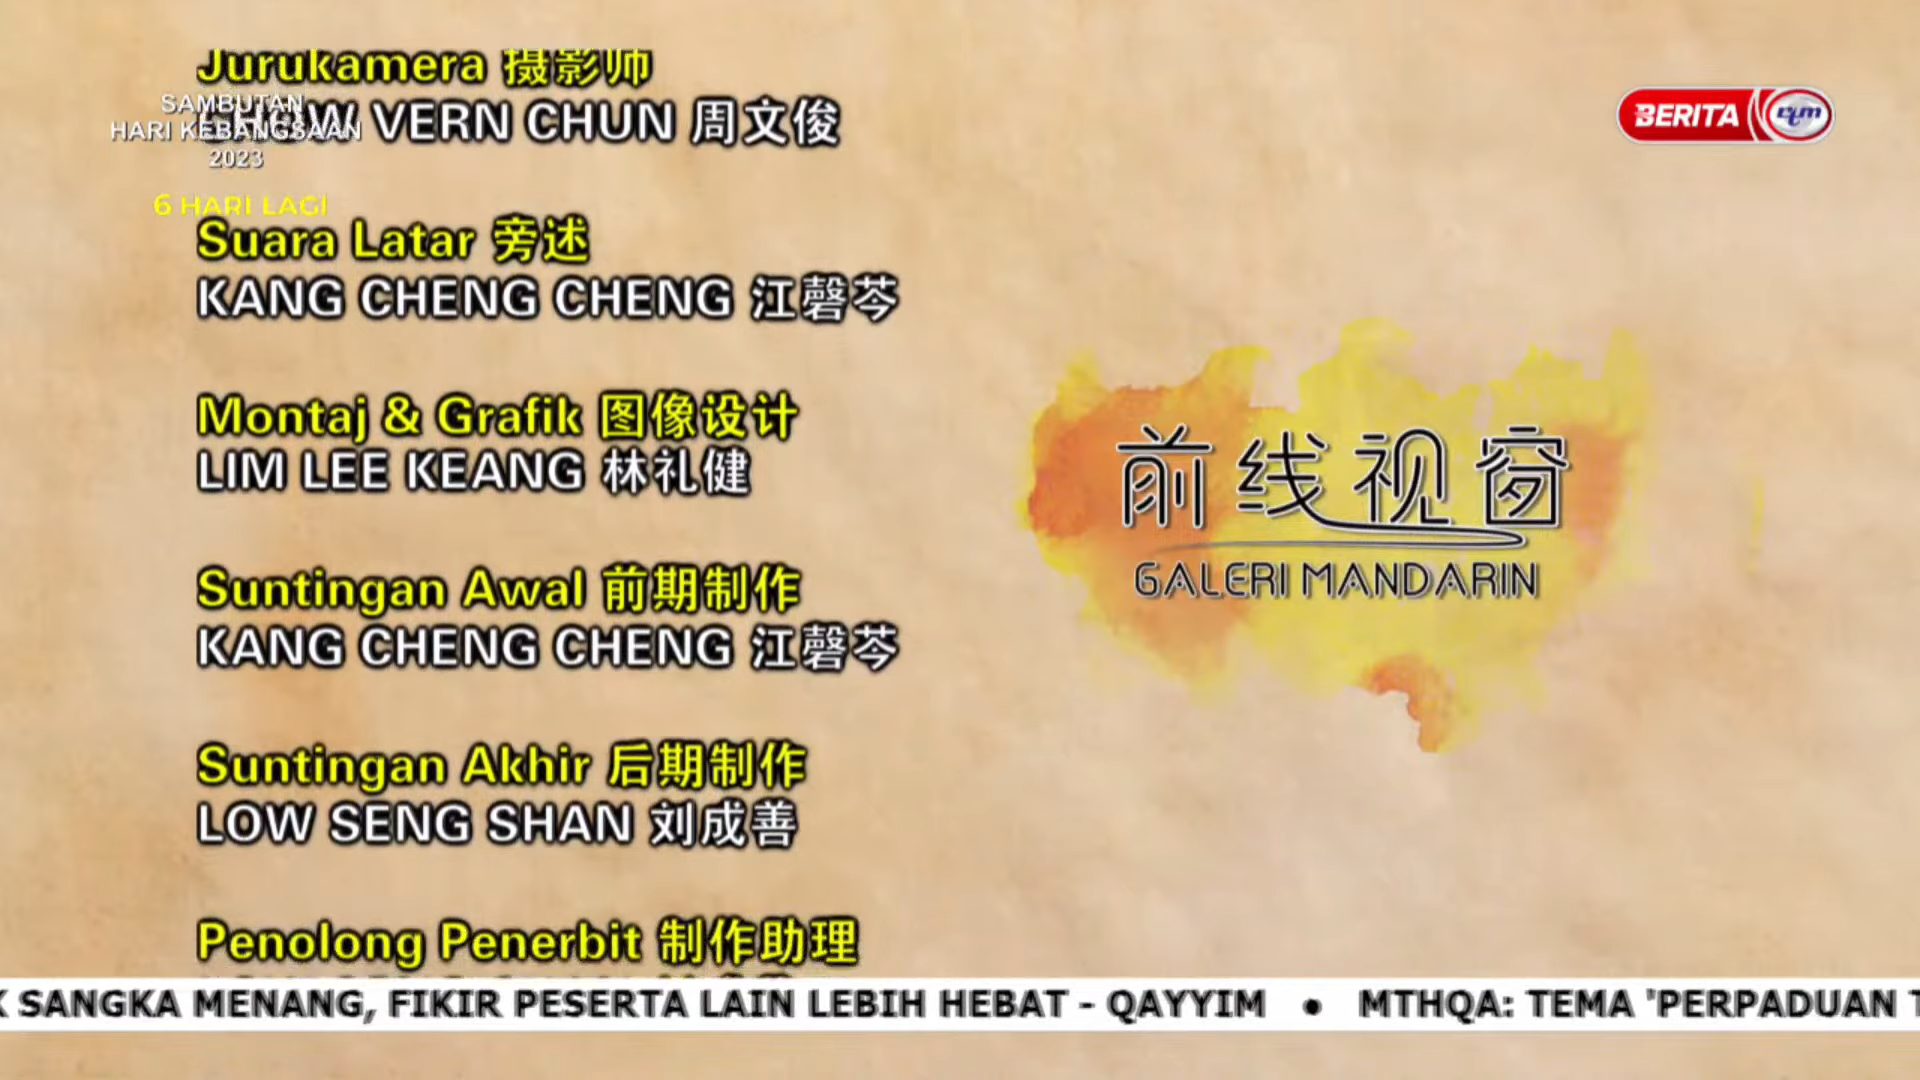 Jurukamera 摄影师
CHOW VERN CHUN 周文俊
SAMBUTAN
HARI KEBANGSAAN
2023
6 HARI LAGI
BERITA rtm
Suara Latar 旁述
KANG CHENG CHENG 江磬芩
Montaj & Grafik 图像设计
LIM LEE KEANG 林礼健
Suntingan Awal 前期制作
KANG CHENG CHENG 江磬芩
Suntingan Akhir 后期制作
LOW SENG SHAN 刘成善
Penolong Penerbit 制作助理
前线视窗
GALERI MANDARIN
K SANGKA MENANG, FIKIR PESERTA LAIN LEBIH HEBAT - QAYYIM • MTHQA: TEMA 'PERPADUAN T